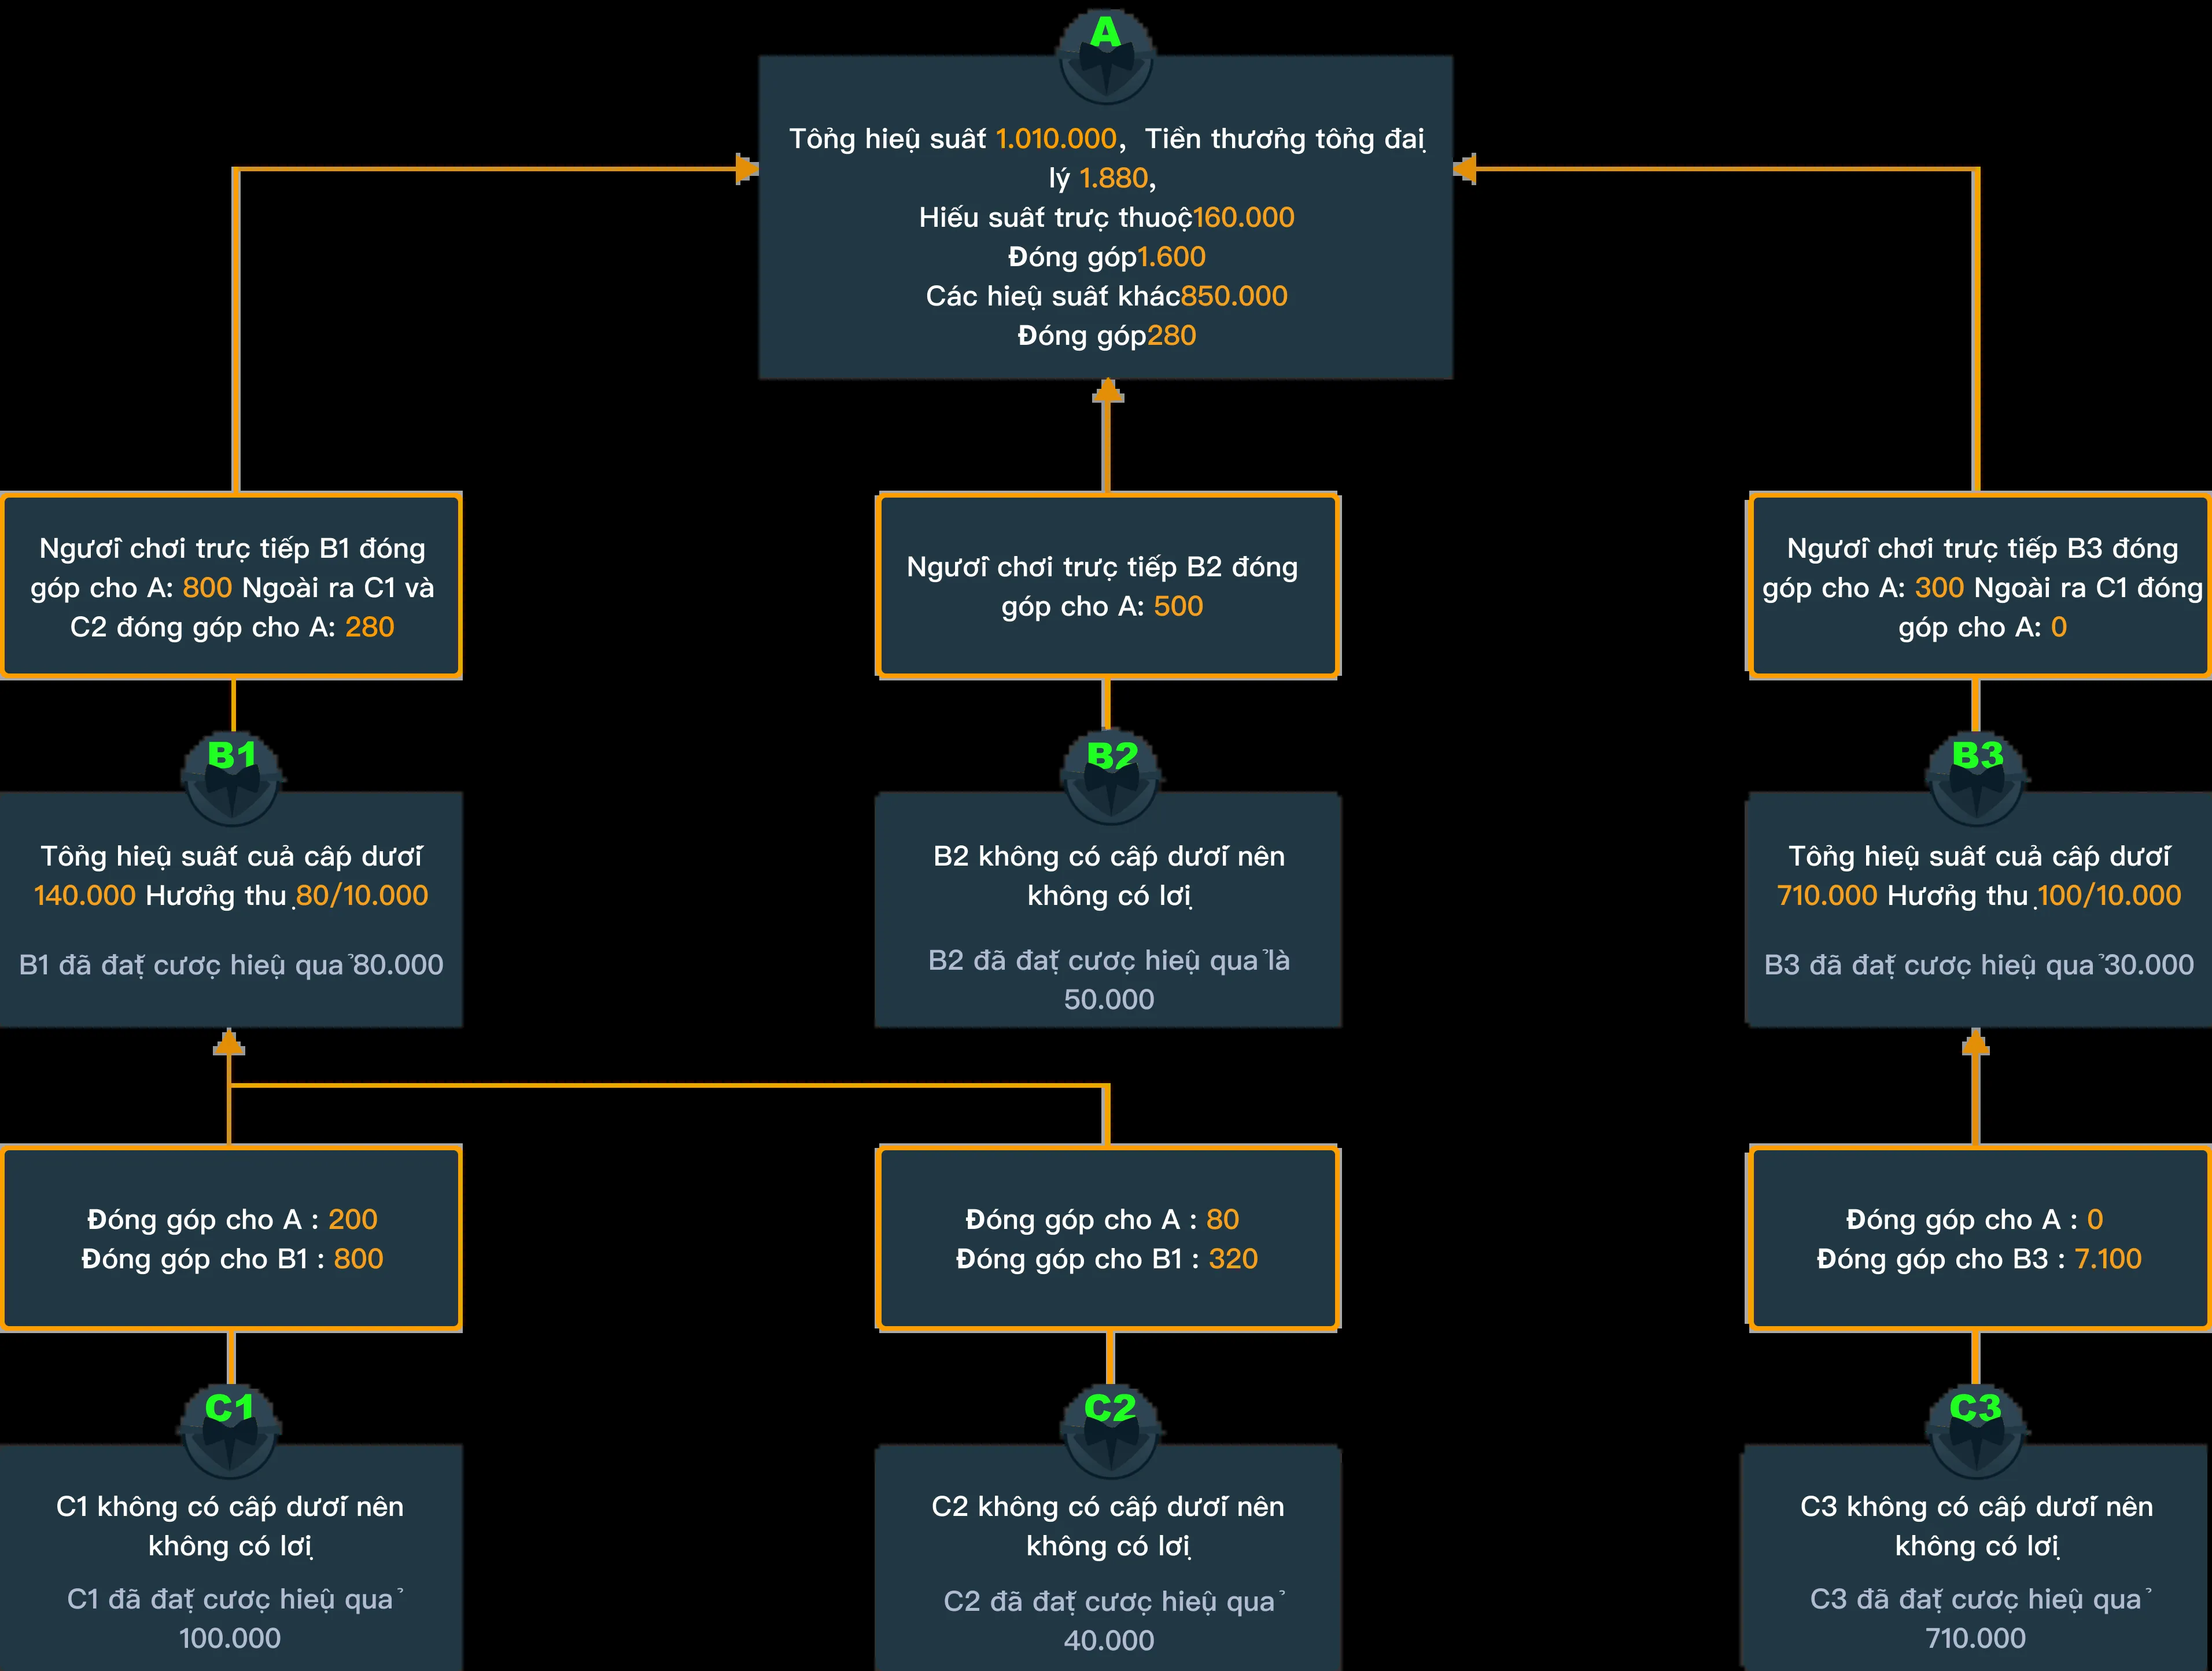 A
Tổng hiệu suất 1.010.000, Tiền thưởng tổng đại
lý 1.880,
Hiếu suất trực thuộc160.000
Đóng góp1.600
Các hiệu suất khác850.000
Đóng góp280
Người chơi trực tiếp B1 đóng
góp cho A: 800 Ngoài ra C1 và
C2 đóng góp cho A: 280
Người chơi trực tiếp B2 đóng
góp cho A: 500
Người chơi trực tiếp B3 đóng
góp cho A: 300 Ngoài ra C1 đóng
góp cho A: 0
B1
Tổng hiệu suất của cấp dưới
140.000 Hưởng thụ 80/10.000
B1 đã đặt cược hiệu quả 80.000
B2
B2 không có cấp dưới nên
không có lợi
B2 đã đặt cược hiệu quả là
50.000
B3
Tổng hiệu suất của cấp dưới
710.000 Hưởng thụ 100/10.000
B3 đã đặt cược hiệu quả 30.000
Đóng góp cho A : 200
Đóng góp cho B1 : 800
Đóng góp cho A : 80
Đóng góp cho B1 : 320
Đóng góp cho A : 0
Đóng góp cho B3 : 7.100
C1
C1 không có cấp dưới nên
không có lợi
C1 đã đặt cược hiệu quả
100.000
C2
C2 không có cấp dưới nên
không có lợi
C2 đã đặt cược hiệu quả
40.000
C3
C3 không có cấp dưới nên
không có lợi
C3 đã đặt cược hiệu quả
710.000